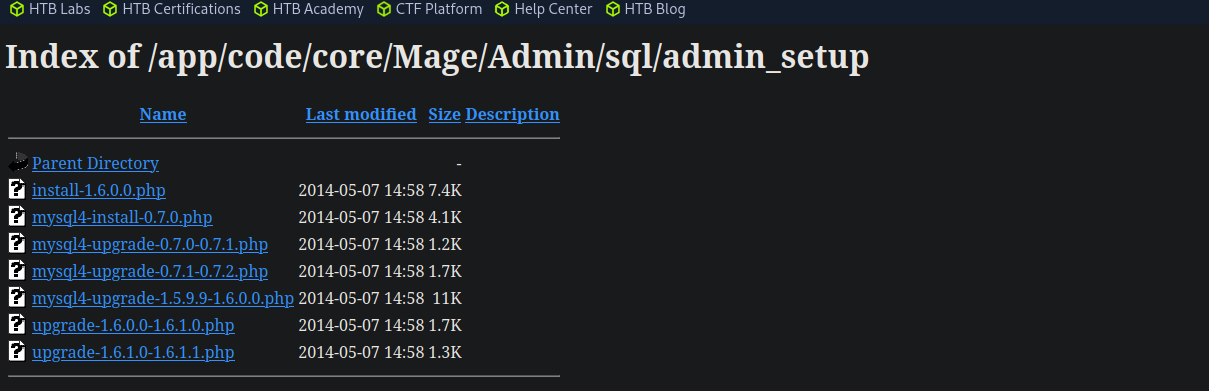 HTB Labs HTB Certifications HTB Academy CTF Platform Help Center HTB Blog
Index of /app/code/core/Mage/Admin/sql/admin_setup
Name Last modified Size Description
Parent Directory -
install-1.6.0.0.php 2014-05-07 14:58 7.4K
mysql4-install-0.7.0.php 2014-05-07 14:58 4.1K
mysql4-upgrade-0.7.0-0.7.1.php 2014-05-07 14:58 1.2K
mysql4-upgrade-0.7.1-0.7.2.php 2014-05-07 14:58 1.7K
mysql4-upgrade-1.5.9.9-1.6.0.0.php 2014-05-07 14:58 11K
upgrade-1.6.0.0-1.6.1.0.php 2014-05-07 14:58 1.7K
upgrade-1.6.1.0-1.6.1.1.php 2014-05-07 14:58 1.3K